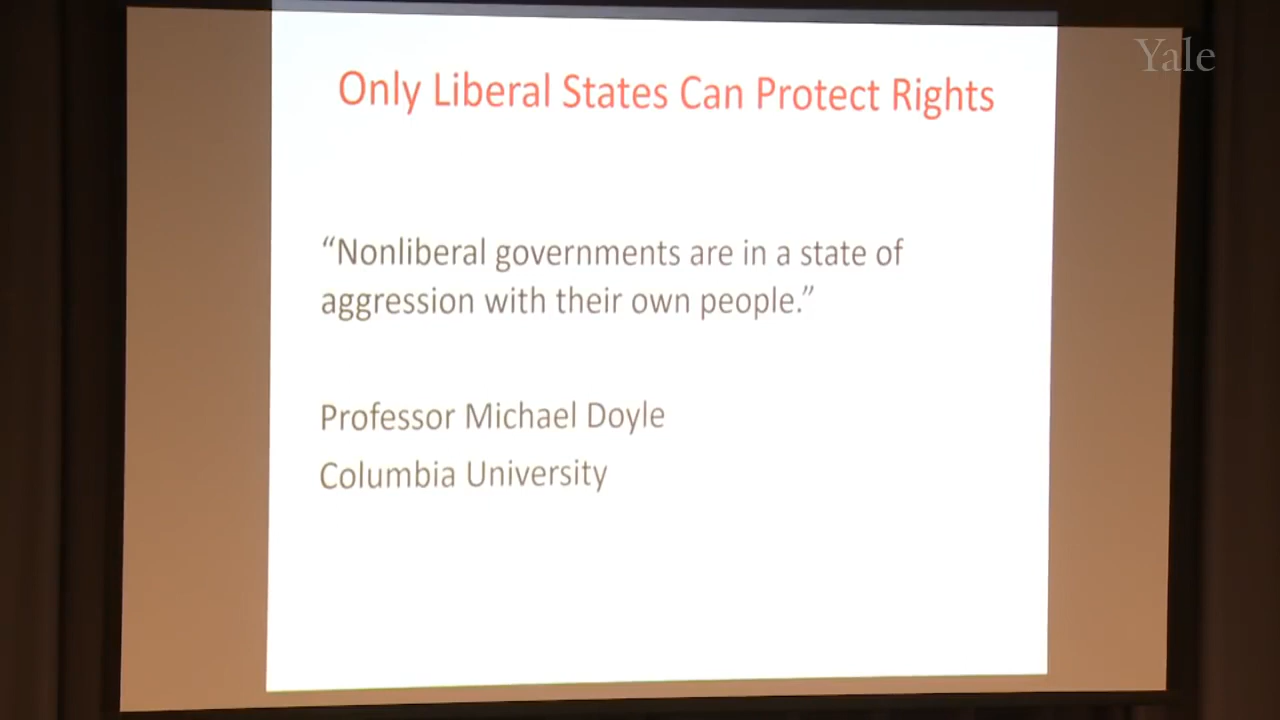 Yale
Only Liberal States Can Protect Rights
“Nonliberal governments are in a state of
aggression with their own people.”
Professor Michael Doyle
Columbia University